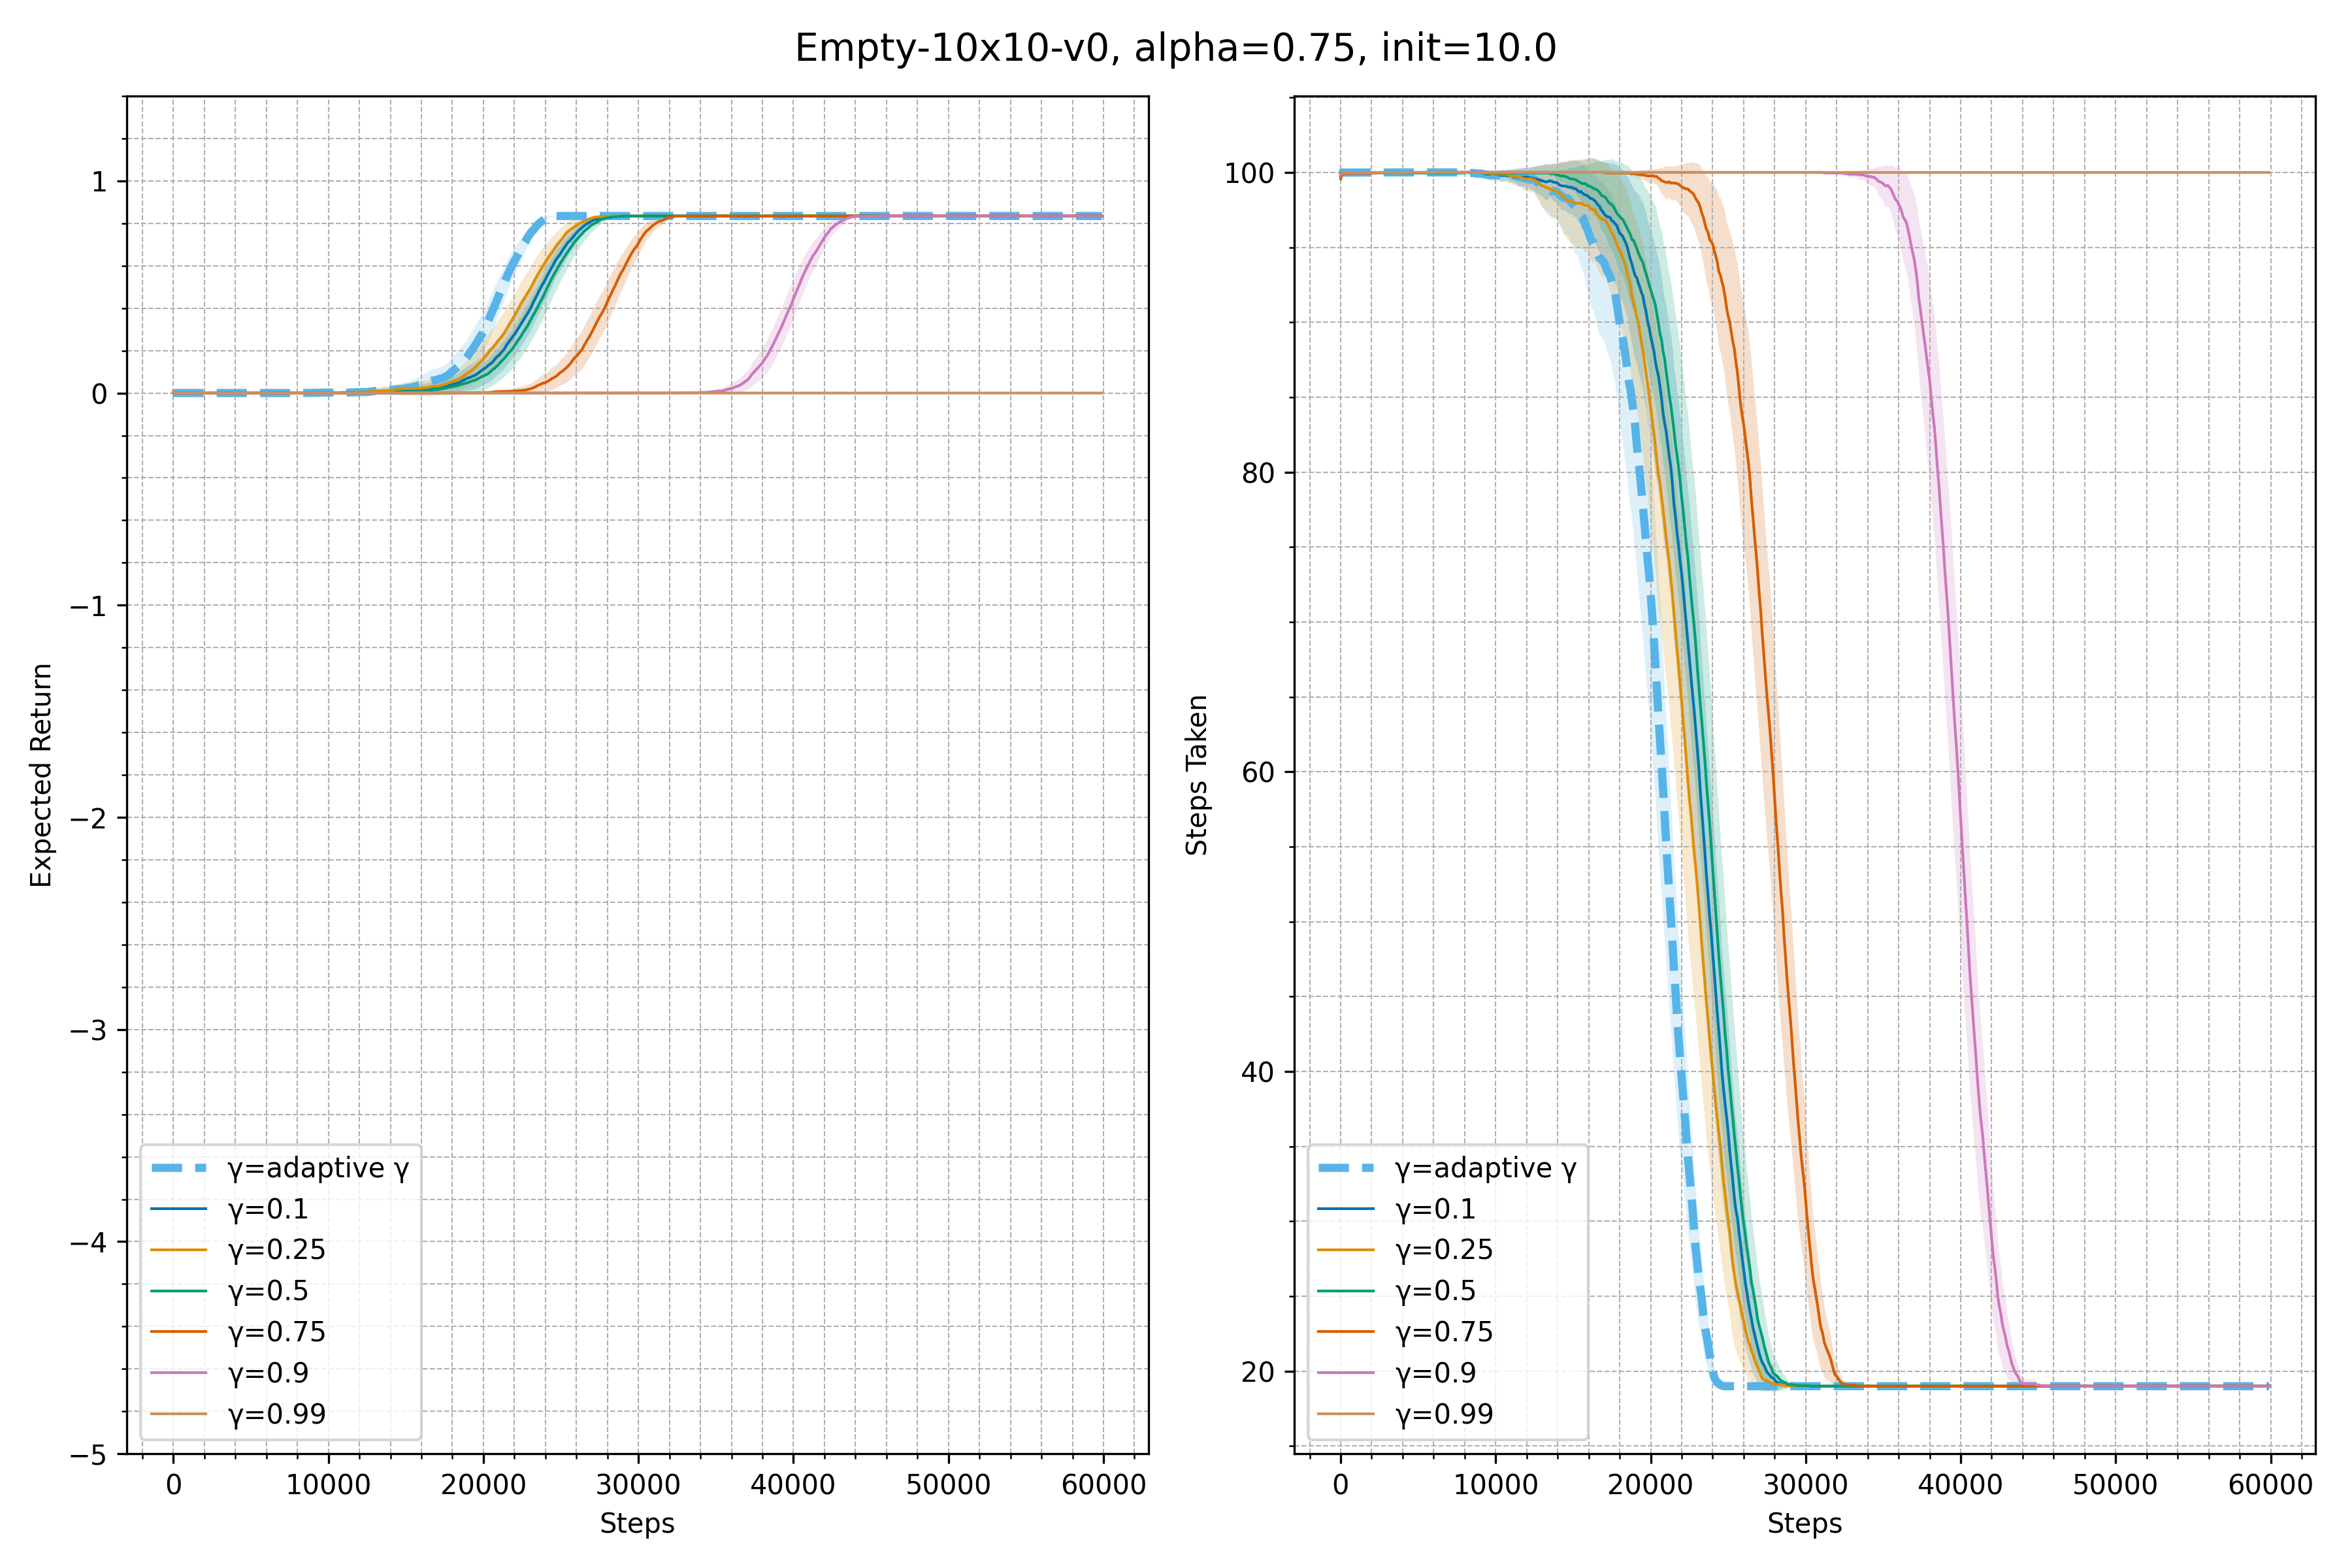 Empty-10x10-v0, alpha=0.75, init=10.0
Expected Return
1
0
−1
−2
−3
−4
−5
γ=adaptive γ
γ=0.1
γ=0.25
γ=0.5
γ=0.75
γ=0.9
γ=0.99
0 10000 20000 30000 40000 50000 60000
Steps
Steps Taken
100
80
60
40
20
γ=adaptive γ
γ=0.1
γ=0.25
γ=0.5
γ=0.75
γ=0.9
γ=0.99
0 10000 20000 30000 40000 50000 60000
Steps